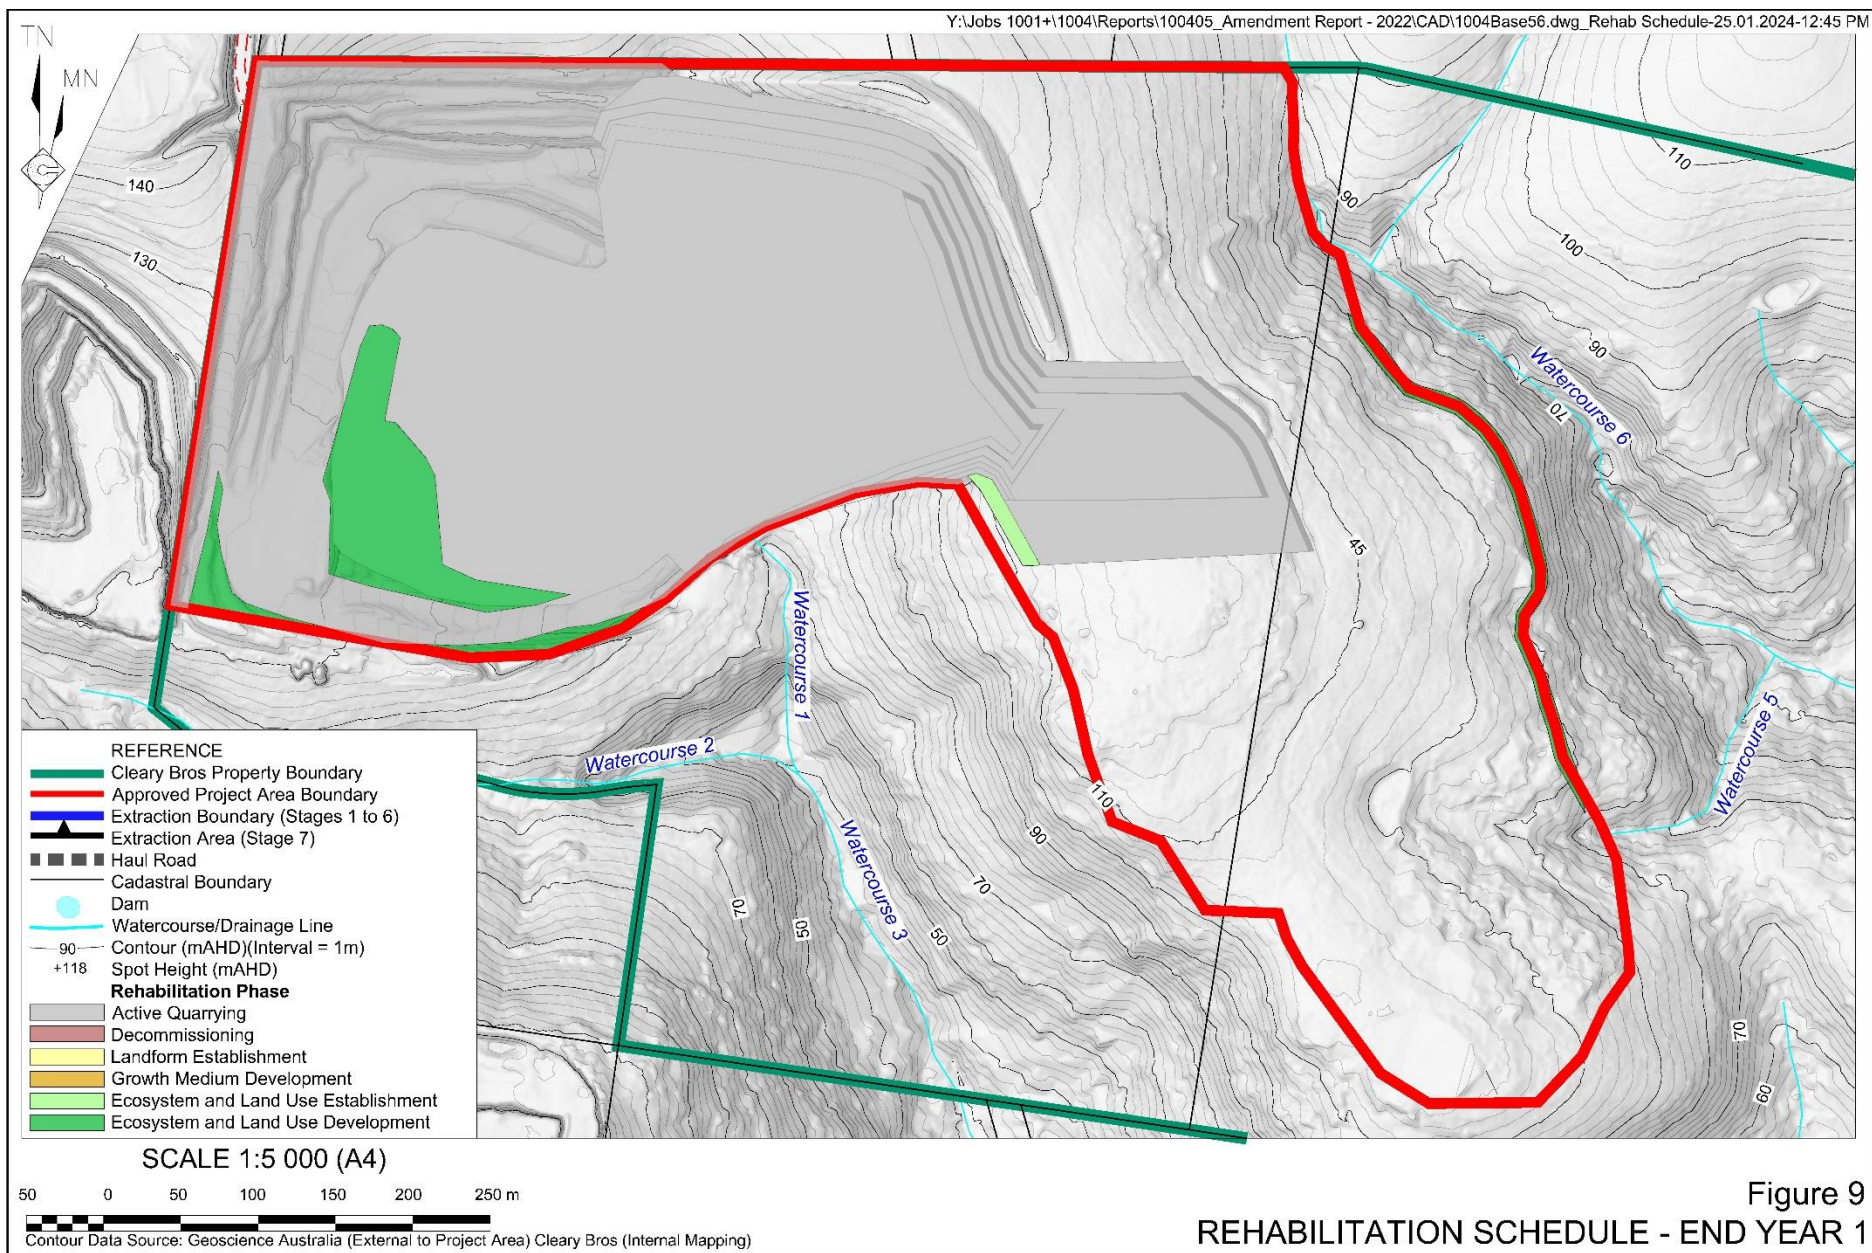 Y:\Jobs 1001+\1004\Reports\100405_Amendment Report - 2022\CAD\1004Base56.dwg_Rehab Schedule-25.01.2024-12:45 PM
TN
MN
140
130
110
90
100
90
70
Watercourse 6
45
Watercourse 1
Watercourse 2
Watercourse 5
110
90
Watercourse 3
70
50
70
50
70
60
REFERENCE
Cleary Bros Property Boundary
Approved Project Area Boundary
Extraction Boundary (Stages 1 to 6)
Extraction Area (Stage 7)
Haul Road
Cadastral Boundary
Dam
Watercourse/Drainage Line
90 Contour (mAHD)(Interval = 1m)
+118 Spot Height (mAHD)
Rehabilitation Phase
Active Quarrying
Decommissioning
Landform Establishment
Growth Medium Development
Ecosystem and Land Use Establishment
Ecosystem and Land Use Development
SCALE 1:5 000 (A4)
50 0 50 100 150 200 250 m
Contour Data Source: Geoscience Australia (External to Project Area) Cleary Bros (Internal Mapping)
Figure 9
REHABILITATION SCHEDULE - END YEAR 1